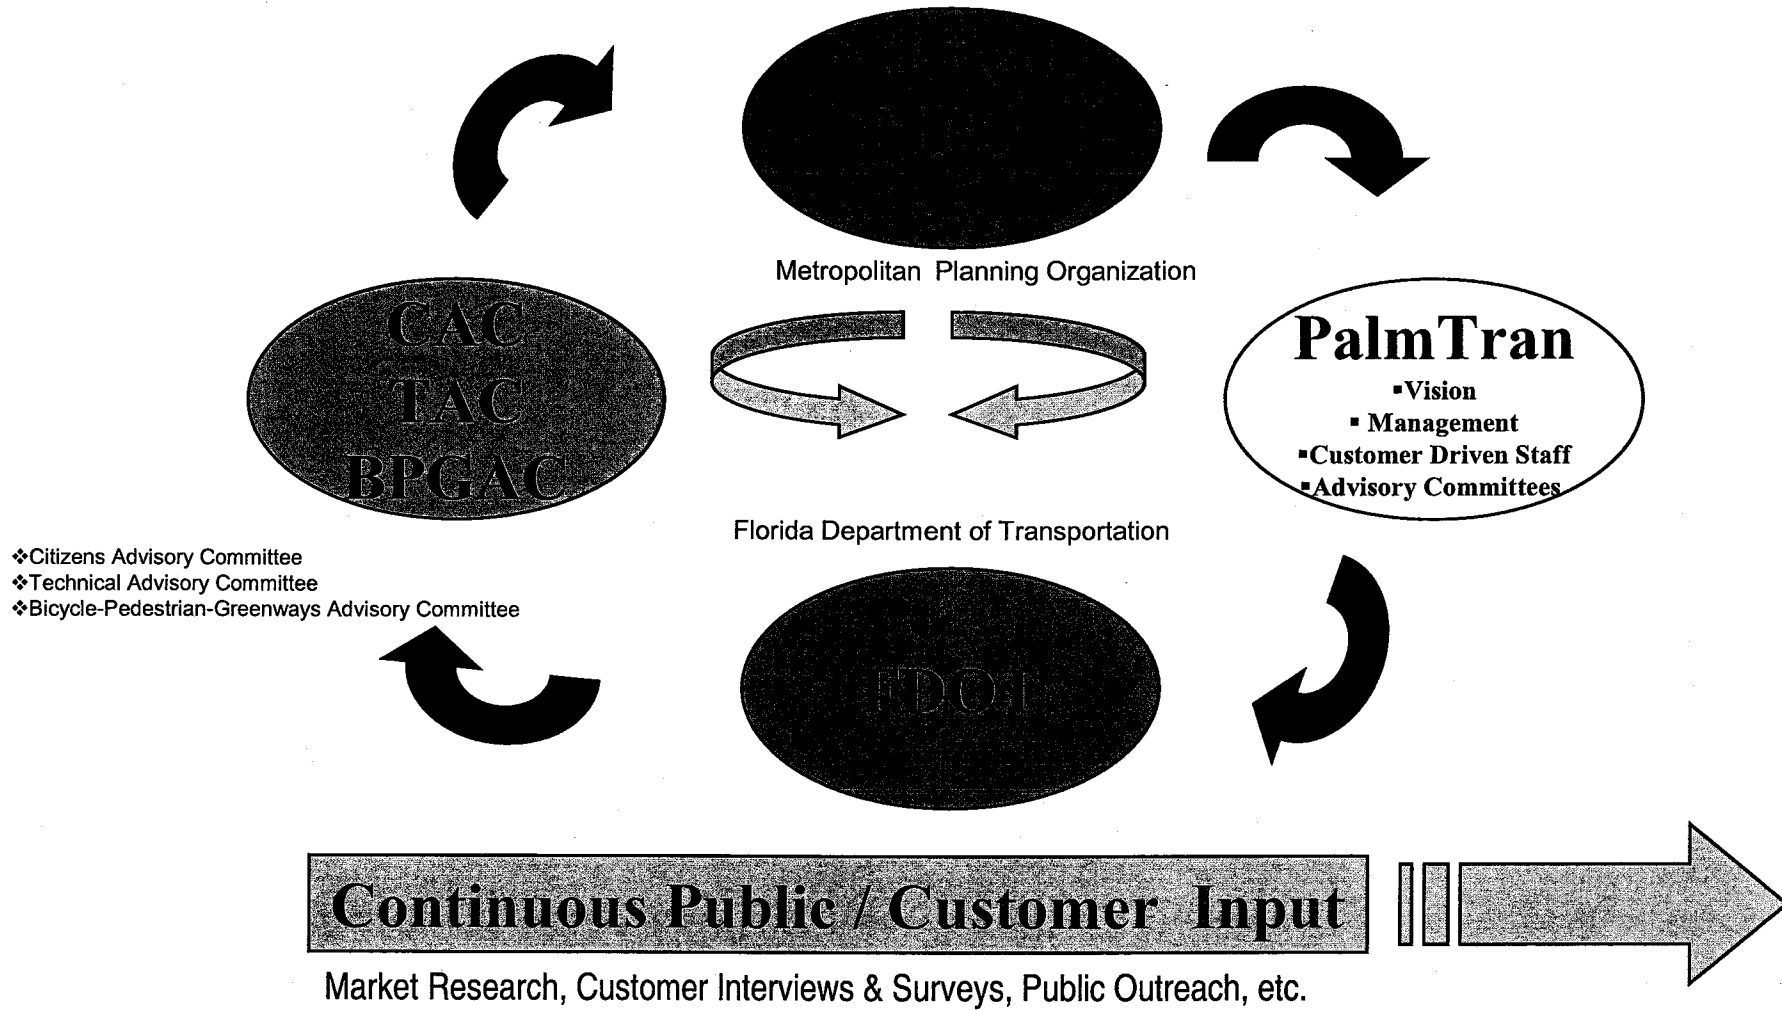 Metropolitan Planning Organization
CAC
TAC
BPGAC
PalmTran
▪Vision
▪ Management
▪Customer Driven Staff
▪Advisory Committees
Florida Department of Transportation
❖Citizens Advisory Committee
❖Technical Advisory Committee
❖Bicycle-Pedestrian-Greenways Advisory Committee
FDOT
Continuous Public / Customer Input
Market Research, Customer Interviews & Surveys, Public Outreach, etc.